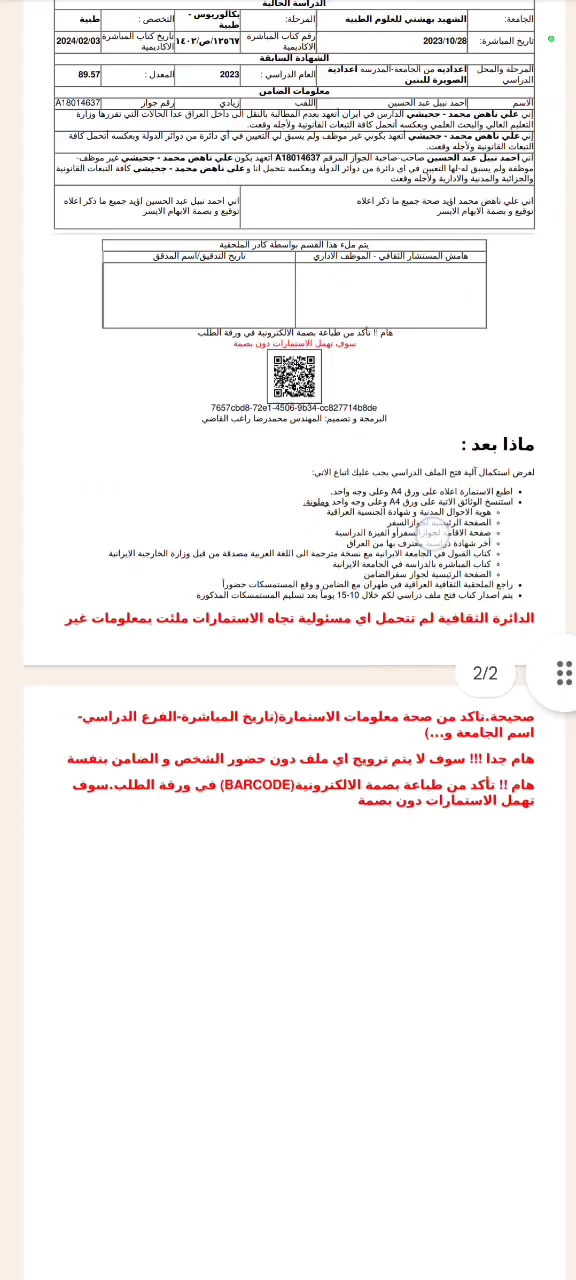 الدراسة الحالية
الجامعة: الشهيد بهشتي للعلوم الطبية المرحلة: بكالوريوس - طبية التخصص : طبية
تاريخ المباشرة: 2023/10/28 رقم كتاب المباشرة الاكاديمية ١٢٥٦٧/ص/١٤٠٢ تاريخ كتاب المباشرة الاكاديمية 2024/02/03
الشهادة السابقة
المرحلة والمحل الدراسي اعداديه من الجامعة-المدرسة اعدادية الصويرة للبنين العام الدراسي : 2023 المعدل : 89.57
معلومات الضامن
الاسم احمد نبيل عبد الحسين اللقب زيادي رقم جواز A18014637
إني علي ناهض محمد - جحيشي الدارس في ايران أتعهد بعدم المطالبة بالنقل الى داخل العراق عدا الحالات التي تقررها وزارة
التعليم العالي والبحث العلمي وبعكسه أتحمل كافة التبعات القانونية ولأجله وقعت.
إني علي ناهض محمد - جحيشي أتعهد بكوني غير موظف ولم يسبق لي التعيين في أي دائرة من دوائر الدولة وبعكسه أتحمل كافة
التبعات القانونية ولأجله وقعت.
أني أحمد نبيل عبد الحسين صاحب-صاحبة الجواز المرقم A18014637 أتعهد بكون علي ناهض محمد - جحيشي غير موظف-
موظفة ولم يسبق له-لها التعيين في اي دائرة من دوائر الدولة وبعكسه نتحمل انا و علي ناهض محمد - جحيشي كافة التبعات القانونية
والجزائية والمدنية والادارية ولأجله وقعت
اني علي ناهض محمد اؤيد صحة جميع ما ذكر اعلاه
توقيع و بصمة الابهام الايسر
اني احمد نبيل عبد الحسين اؤيد جميع ما ذكر اعلاه
توقيع و بصمة الابهام الايسر
يتم ملء هذا القسم بواسطة كادر الملحقية
هامش المستشار الثقافي - الموظف الاداري تاريخ التدقيق/اسم المدقق
هام !! تأكد من طباعة بصمة الالكترونية في ورقة الطلب
سوف تهمل الاستمارات دون بصمة
7657cbd8-72e1-4506-9b34-cc827714b8de
البرمجة و تصميم: المهندس محمدرضا راغب القاضي
ماذا بعد :
لغرض استكمال آلية فتح الملف الدراسي يجب عليك اتباع الاتي:
• اطبع الاستمارة اعلاه على ورق A4 وعلى وجه واحد.
• استنسخ الوثائق الاتية على ورق A4 وعلى وجه واحد وملونة.
هوية الاحوال المدنية و شهادة الجنسية العراقية
الصفحة الرئيسية لجوازالسفر
صفحة الاقامة لجوازالسفرأو الفيزة الدراسية
أخر شهادة دراسية معترف بها من العراق
كتاب القبول في الجامعة الايرانية مع نسخة مترجمة الى اللغة العربية مصدقة من قبل وزارة الخارجية الايرانية
كتاب المباشرة بالدراسة في الجامعة الايرانية
الصفحة الرئيسية لجواز سفرالضامن
• راجع الملحقية الثقافية العراقية في طهران مع الضامن و وقع المستمسكات حضوراً
• يتم اصدار كتاب فتح ملف دراسي لكم خلال 10-15 يوماً بعد تسليم المستمسكات المذكورة
الدائرة الثقافية لم تتحمل اي مسئولية تجاه الاستمارات ملئت بمعلومات غير
2/2
صحيحة.تاكد من صحة معلومات الاستمارة(تاريخ المباشرة-الفرع الدراسي-
اسم الجامعة و...)
هام جدا !!! سوف لا يتم ترويج اي ملف دون حضور الشخص و الضامن بنفسة
هام !! تأكد من طباعة بصمة الالكترونية(BARCODE) في ورقة الطلب.سوف
تهمل الاستمارات دون بصمة